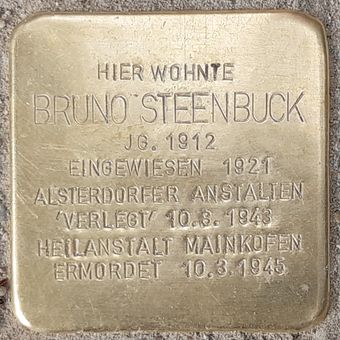 HIER WOHNTE
BRUNO STEENBUCK
JG. 1912
EINGEWIESEN 1921
ALSTERDORFER ANSTALTEN
'VERLEGT' 10.8.1943
HEILANSTALT MAINKOFEN
ERMORDET 10.3.1945